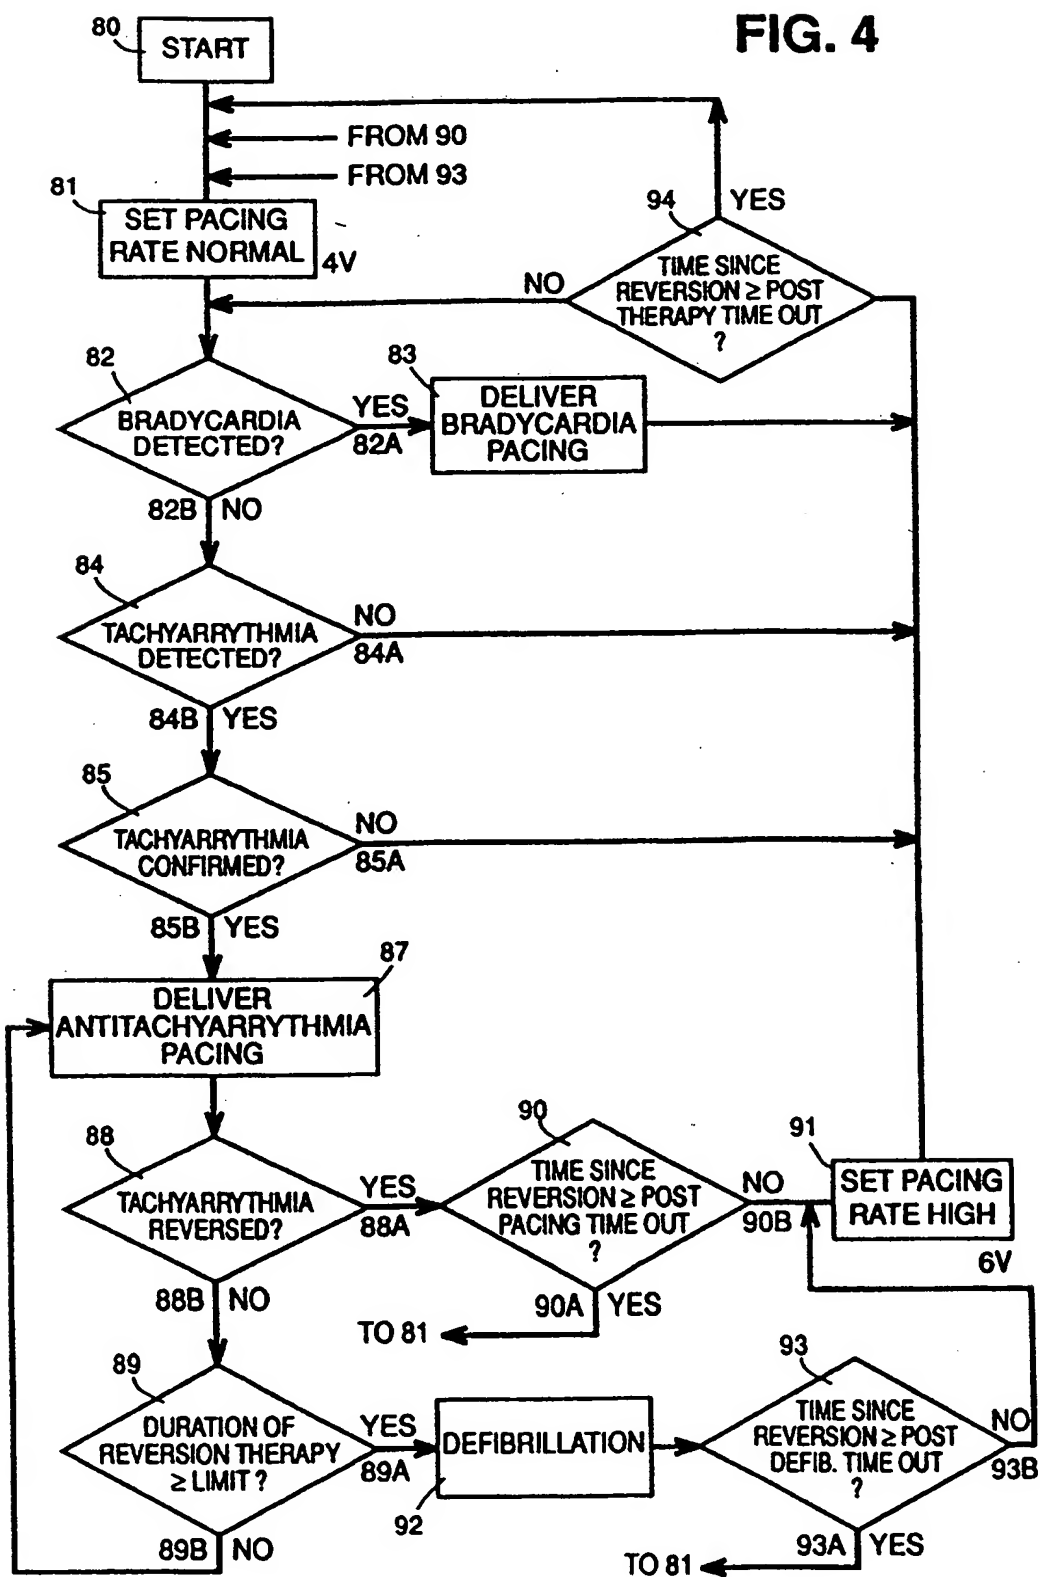 FIG. 4
80
START
FROM 90
FROM 93
81
SET PACING
RATE NORMAL
4V
94
YES
TIME SINCE
REVERSION ≥ POST
THERAPY TIME OUT
?
NO
82
BRADYCARDIA
DETECTED?
YES
82A
83
DELIVER
BRADYCARDIA
PACING
82B NO
84
TACHYARRYTHMIA
DETECTED?
NO
84A
84B YES
85
TACHYARRYTHMIA
CONFIRMED?
NO
85A
85B YES
87
DELIVER
ANTITACHYARRYTHMIA
PACING
88
TACHYARRYTHMIA
REVERSED?
YES
88A
90
TIME SINCE
REVERSION ≥ POST
PACING TIME OUT
?
NO
90B
91
SET PACING
RATE HIGH
6V
90A YES
TO 81
88B NO
89
DURATION OF
REVERSION THERAPY
≥ LIMIT ?
YES
89A
DEFIBRILLATION
92
93
TIME SINCE
REVERSION ≥ POST
DEFIB. TIME OUT
?
NO
93B
93A YES
TO 81
89B NO